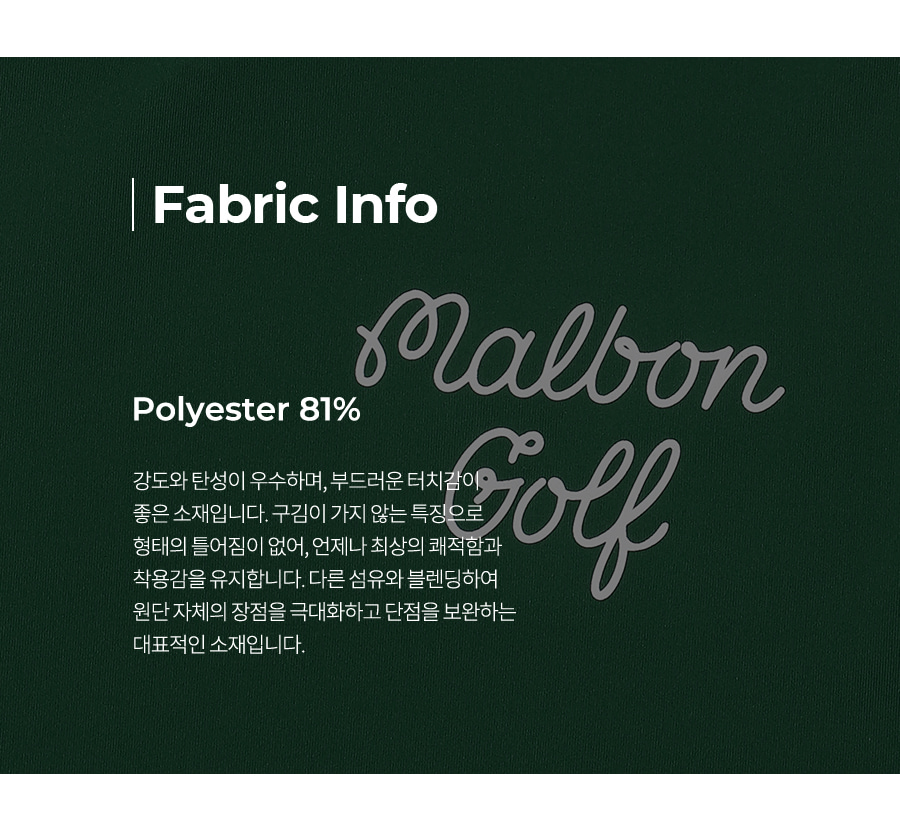 Fabric Info
Malbon
Golf
Polyester 81%
강도와 탄성이 우수하며, 부드러운 터치감이
좋은 소재입니다. 구김이 가지 않는 특징으로
형태의 틀어짐이 없어, 언제나 최상의 쾌적함과
착용감을 유지합니다. 다른 섬유와 블렌딩하여
원단 자체의 장점을 극대화하고 단점을 보완하는
대표적인 소재입니다.